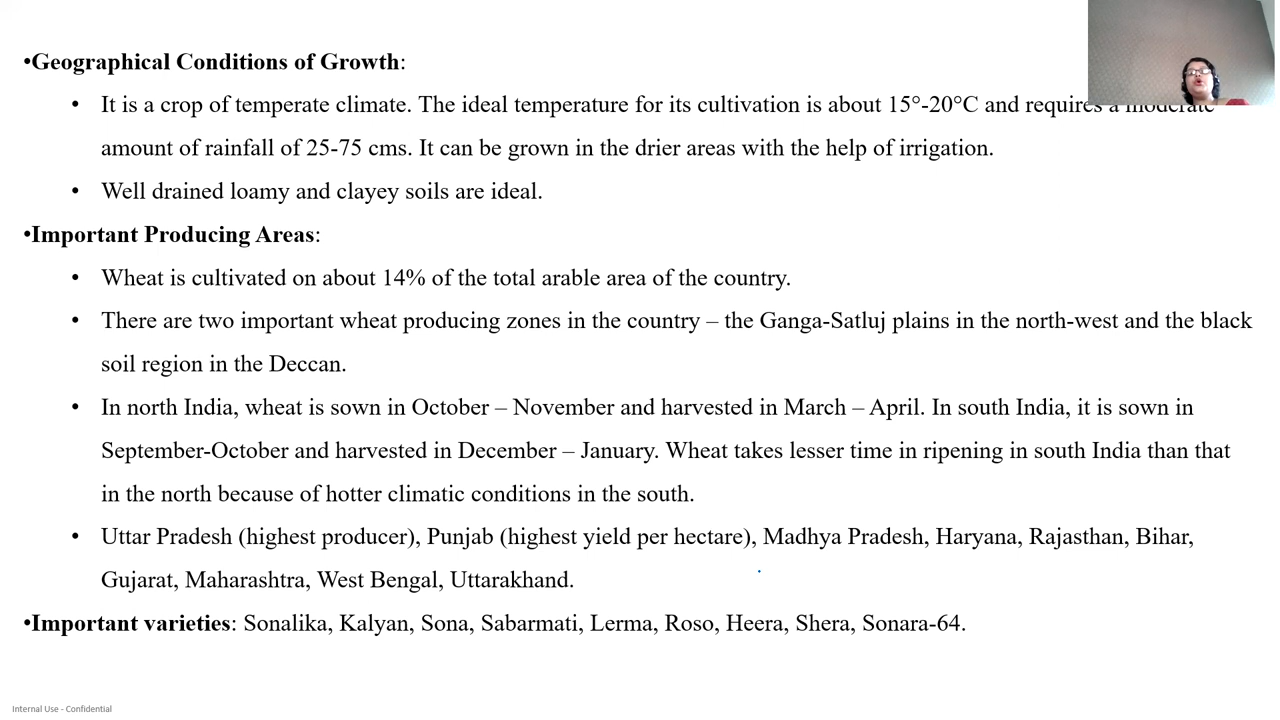 •Geographical Conditions of Growth:
• It is a crop of temperate climate. The ideal temperature for its cultivation is about 15°-20°C and requires a moderate
amount of rainfall of 25-75 cms. It can be grown in the drier areas with the help of irrigation.
• Well drained loamy and clayey soils are ideal.
•Important Producing Areas:
• Wheat is cultivated on about 14% of the total arable area of the country.
• There are two important wheat producing zones in the country – the Ganga-Satluj plains in the north-west and the black
soil region in the Deccan.
• In north India, wheat is sown in October – November and harvested in March – April. In south India, it is sown in
September-October and harvested in December – January. Wheat takes lesser time in ripening in south India than that
in the north because of hotter climatic conditions in the south.
• Uttar Pradesh (highest producer), Punjab (highest yield per hectare), Madhya Pradesh, Haryana, Rajasthan, Bihar,
Gujarat, Maharashtra, West Bengal, Uttarakhand.
•Important varieties: Sonalika, Kalyan, Sona, Sabarmati, Lerma, Roso, Heera, Shera, Sonara-64.
Internal Use - Confidential